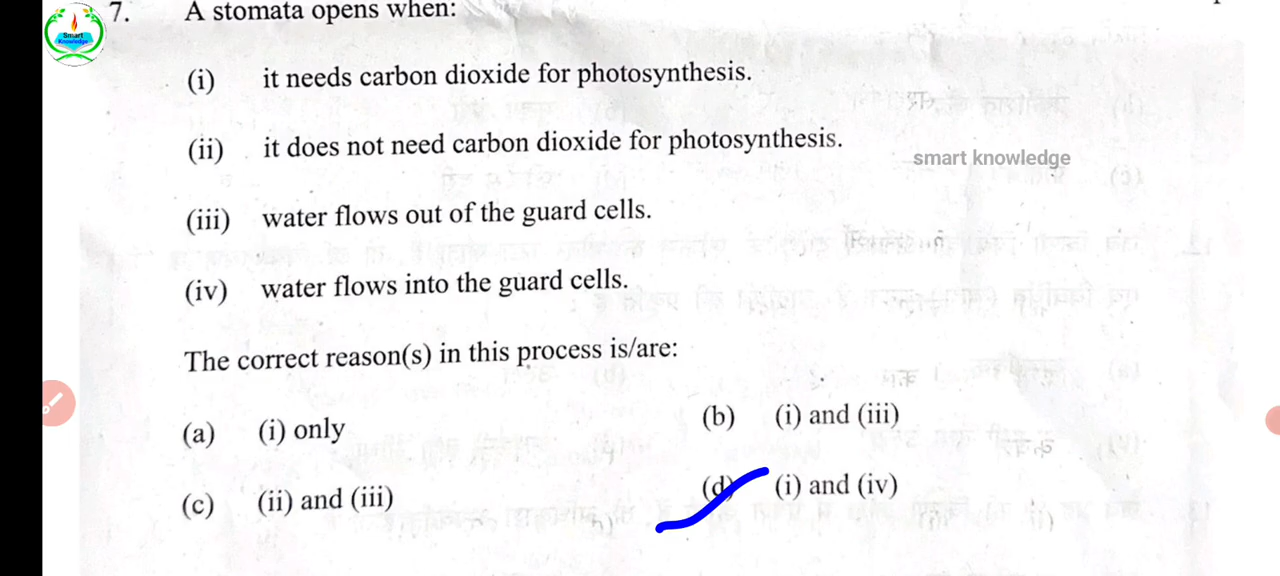 Smart
Knowledge
7. A stomata opens when:
(i) it needs carbon dioxide for photosynthesis.
(ii) it does not need carbon dioxide for photosynthesis.
smart knowledge
(iii) water flows out of the guard cells.
(iv) water flows into the guard cells.
The correct reason(s) in this process is/are:
(a) (i) only (b) (i) and (iii)
(c) (ii) and (iii) (d) (i) and (iv)